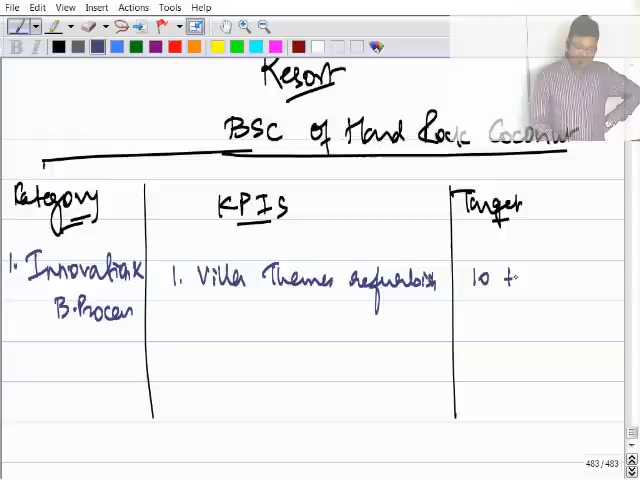 File Edit View Insert Actions Tools Help
B I U
Resort
BSC of Hard Rock Coconut
Category KPIS Target
1. Innovation & 1. Villa Themes refurbish 10 t
B. Process
483 / 483